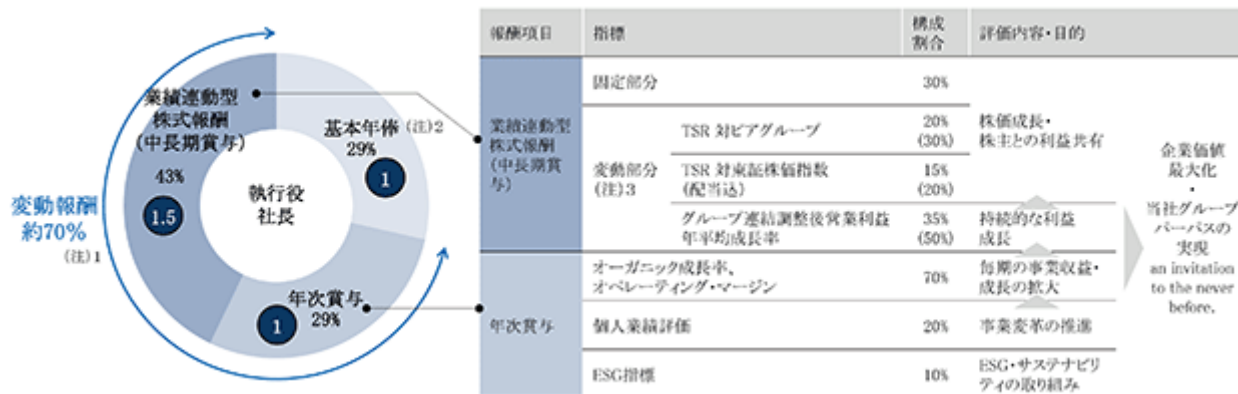 業績連動型
株式報酬
(中長期賞与)
43%
1.5
基本年俸 (注)2
29%
1
執行役
社長
変動報酬
約70%
(注)1
年次賞与
1
29%
報酬項目
指標
構成
割合
評価内容・目的
業績連動型
株式報酬
(中長期賞
与)
固定部分
30%
変動部分
(注)3
TSR 対ピアグループ
20%
(30%)
株価成長・
株主との利益共有
TSR 対東証株価指数
(配当込)
15%
(20%)
グループ連結調整後営業利益
年平均成長率
35%
(50%)
持続的な利益
成長
年次賞与
オーガニック成長率、
オペレーティング・マージン
70%
毎期の事業収益・
成長の拡大
個人業績評価
20%
事業変革の推進
ESG指標
10%
ESG・サステナビリ
ティの取り組み
企業価値
最大化
・
当社グループ
パーパスの
実現
an invitation
to the never
before.